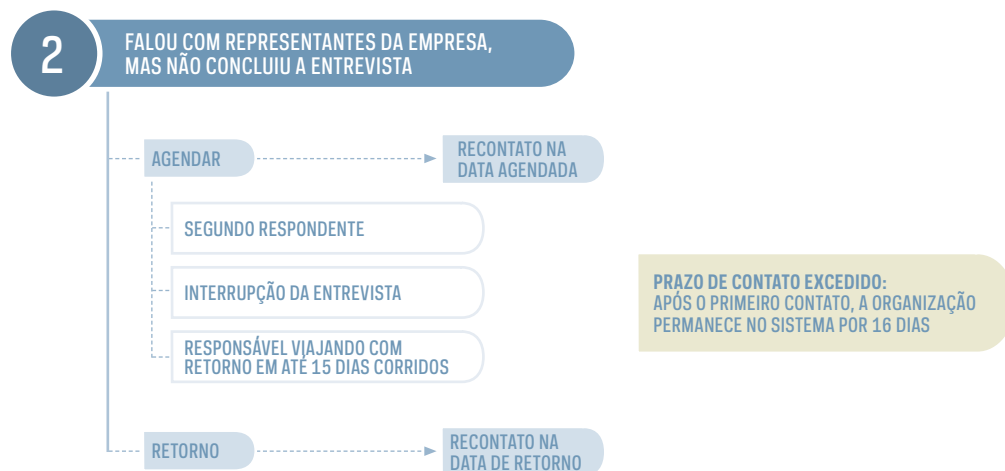 2
FALOU COM REPRESENTANTES DA EMPRESA,
MAS NÃO CONCLUIU A ENTREVISTA
AGENDAR
RECONTATO NA
DATA AGENDADA
SEGUNDO RESPONDENTE
INTERRUPÇÃO DA ENTREVISTA
RESPONSÁVEL VIAJANDO COM
RETORNO EM ATÉ 15 DIAS CORRIDOS
PRAZO DE CONTATO EXCEDIDO:
APÓS O PRIMEIRO CONTATO, A ORGANIZAÇÃO
PERMANECE NO SISTEMA POR 16 DIAS
RETORNO
RECONTATO NA
DATA DE RETORNO